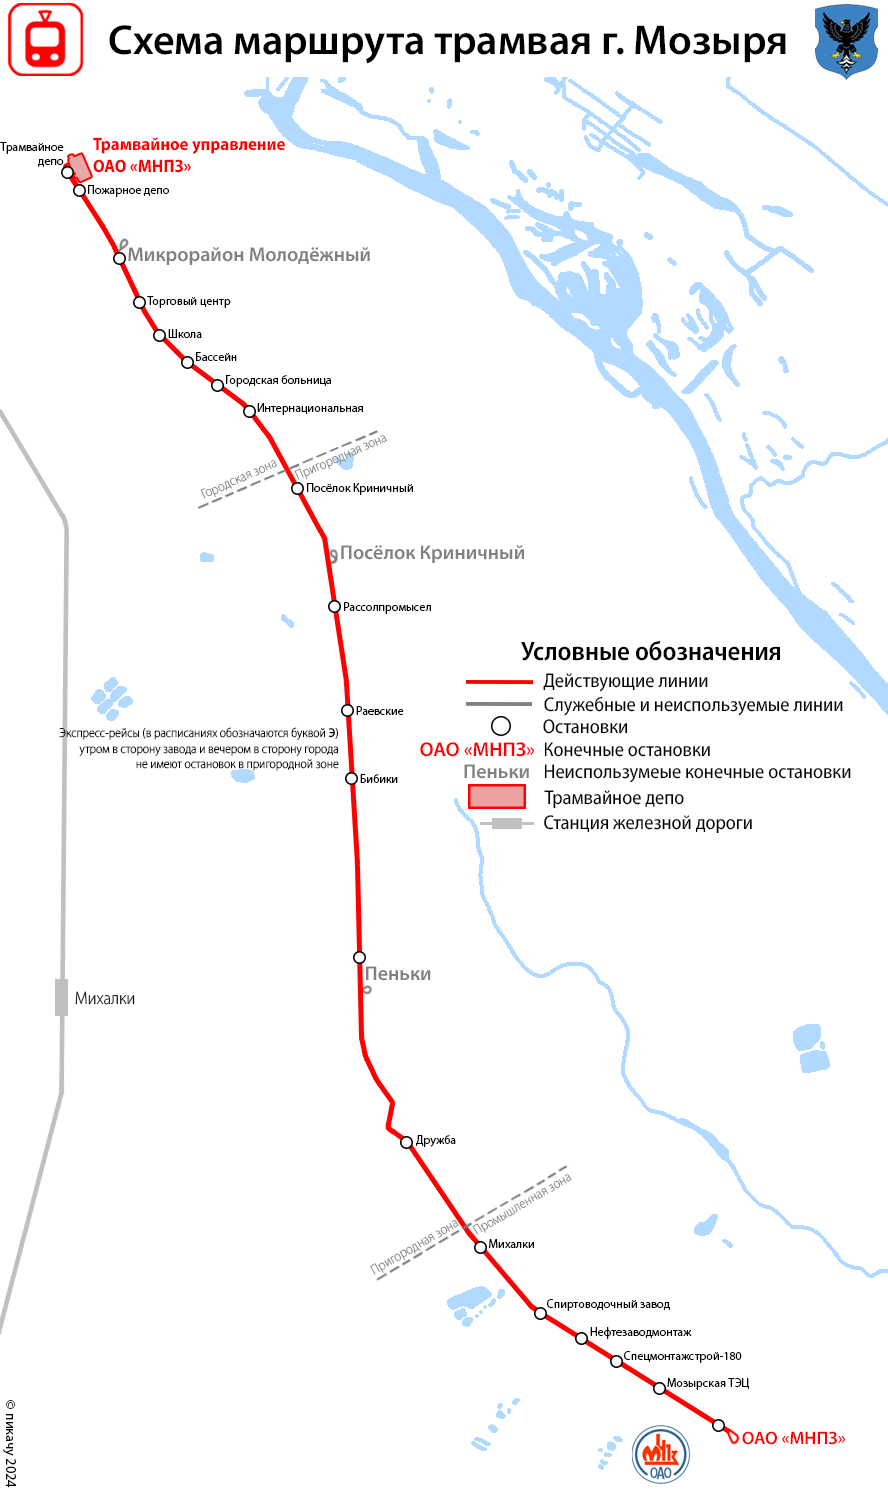 Схема маршрута трамвая г. Мозыря
Трамвайное
депо
Трамвайное управление
ОАО «МНПЗ»
Пожарное депо
Микрорайон Молодёжный
Торговый центр
Школа
Бассейн
Городская больница
Интернациональная
Городская зона
Пригородная зона
Посёлок Криничный
Посёлок Криничный
Рассолпромысел
Условные обозначения
Действующие линии
Служебные и неиспользуемые линии
Остановки
ОАО «МНПЗ» Конечные остановки
Пеньки Неиспользумеые конечные остановки
Трамвайное депо
Станция железной дороги
Раевские
Экспресс-рейсы (в расписаниях обозначаются буквой Э)
утром в сторону завода и вечером в сторону города
не имеют остановок в пригородной зоне
Бибики
Пеньки
Михалки
Дружба
Пригородная зона
Промышленная зона
Михалки
Спиртоводочный завод
Нефтезаводмонтаж
Спецмонтажстрой-180
Мозырская ТЭЦ
ОАО «МНПЗ»
МНПЗ
ОАО
© пикачу 2024